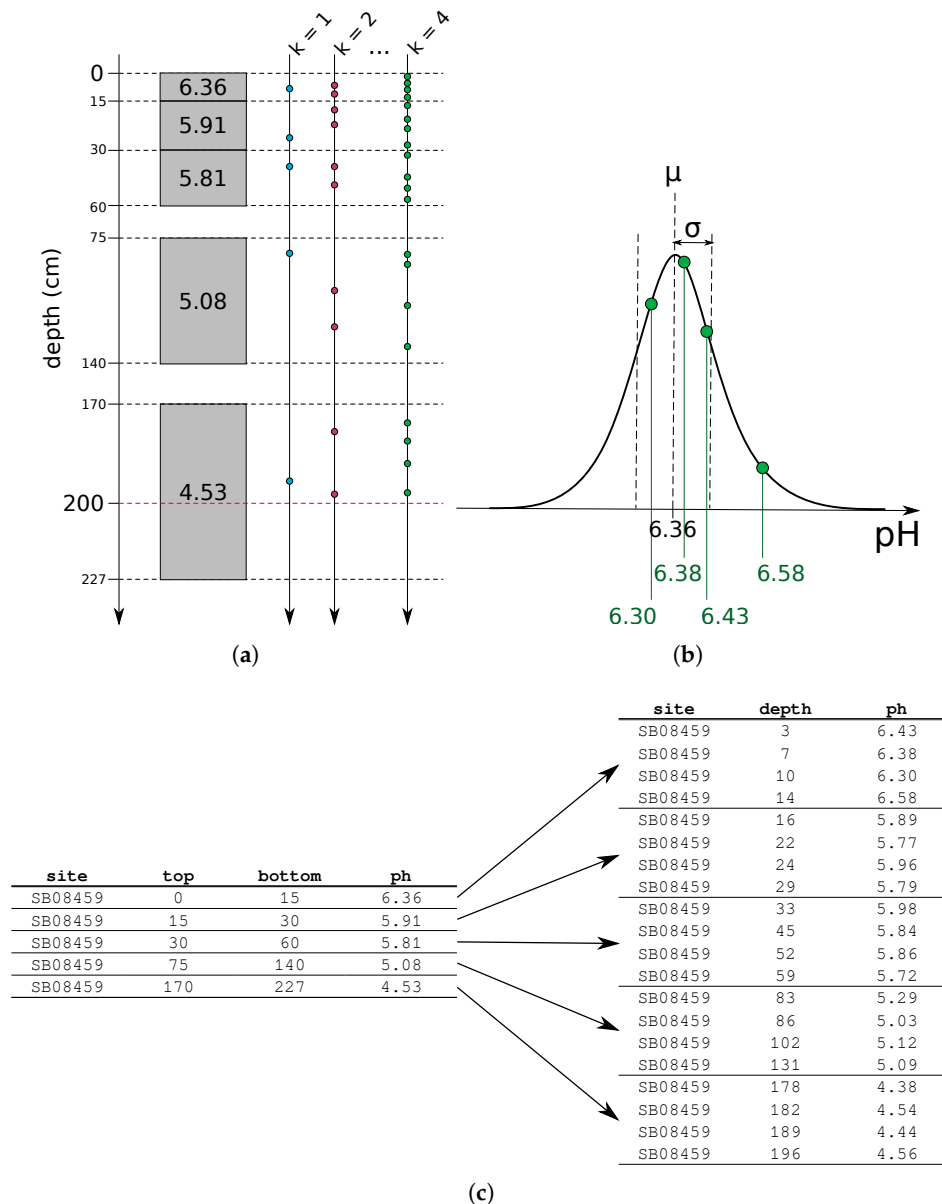 k = 1
k = 2
...
k = 4
depth (cm)
0
15
30
60
75
140
170
200
227
6.36
5.91
5.81
5.08
4.53
(a)
μ
σ
6.36
pH
6.38
6.58
6.30
6.43
(b)
site top bottom ph
SB08459 0 15 6.36
SB08459 15 30 5.91
SB08459 30 60 5.81
SB08459 75 140 5.08
SB08459 170 227 4.53
site depth ph
SB08459 3 6.43
SB08459 7 6.38
SB08459 10 6.30
SB08459 14 6.58
SB08459 16 5.89
SB08459 22 5.77
SB08459 24 5.96
SB08459 29 5.79
SB08459 33 5.98
SB08459 45 5.84
SB08459 52 5.86
SB08459 59 5.72
SB08459 83 5.29
SB08459 86 5.03
SB08459 102 5.12
SB08459 131 5.09
SB08459 178 4.38
SB08459 182 4.54
SB08459 189 4.44
SB08459 196 4.56
(c)